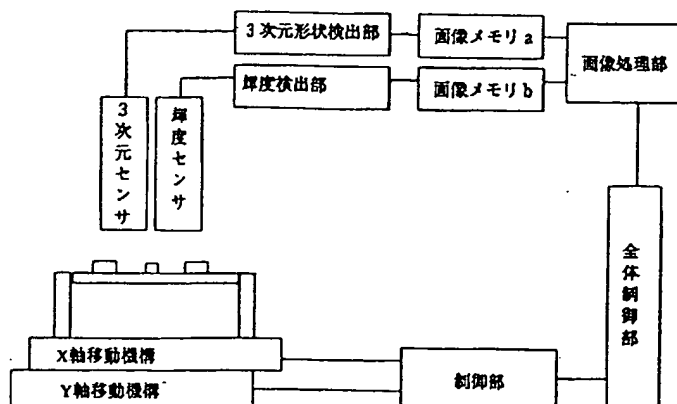 3次元形状検出部
画像メモリa
画像処理部
輝度検出部
画像メモリb
3次元センサ
輝度センサ
全体制御部
X軸移動機構
制御部
Y軸移動機構